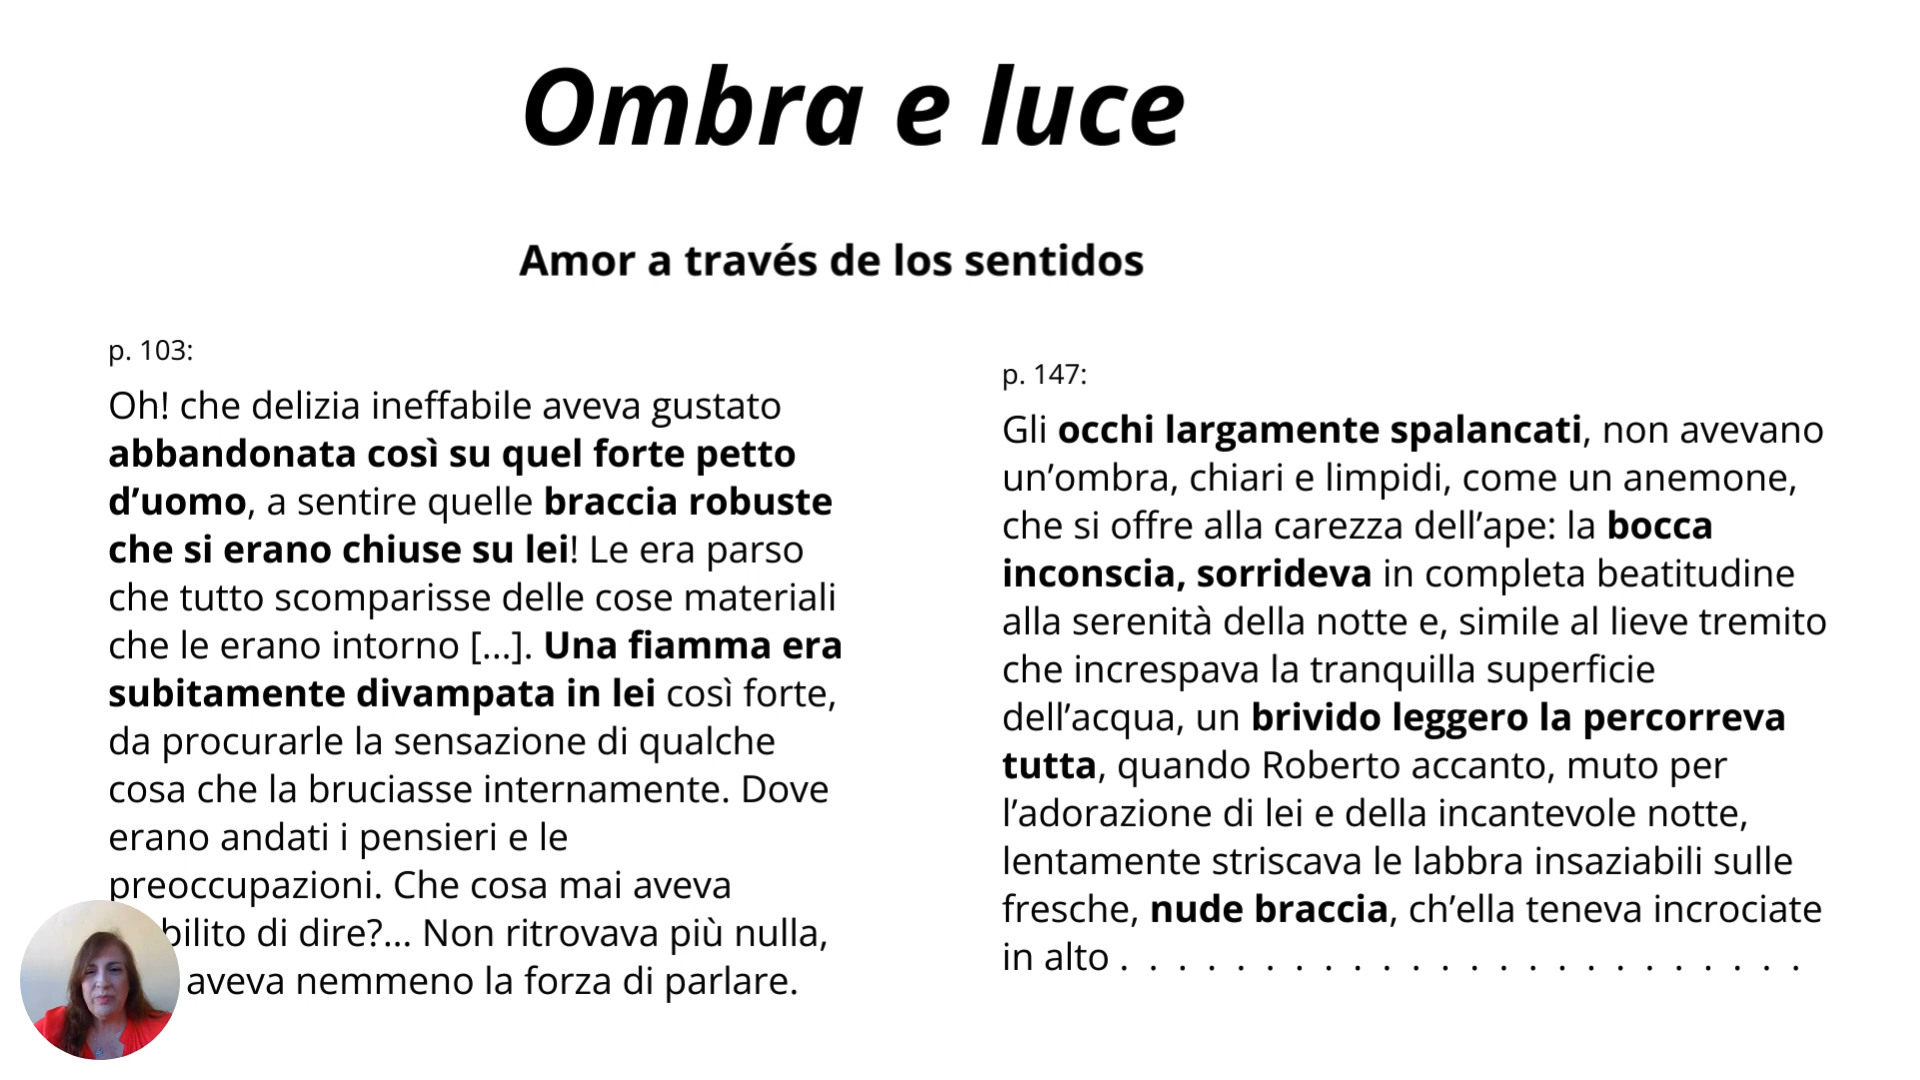 Ombra e luce
Amor a través de los sentidos
p. 103:
Oh! che delizia ineffabile aveva gustato
abbandonata così su quel forte petto
d’uomo, a sentire quelle braccia robuste
che si erano chiuse su lei! Le era parso
che tutto scomparisse delle cose materiali
che le erano intorno [...]. Una fiamma era
subitamente divampata in lei così forte,
da procurarle la sensazione di qualche
cosa che la bruciasse internamente. Dove
erano andati i pensieri e le
preoccupazioni. Che cosa mai aveva
di dire?... Non ritrovava più nulla,
aveva nemmeno la forza di parlare.
p. 147:
Gli occhi largamente spalancati, non avevano
un’ombra, chiari e limpidi, come un anemone,
che si offre alla carezza dell’ape: la bocca
inconscia, sorrideva in completa beatitudine
alla serenità della notte e, simile al lieve tremito
che increspava la tranquilla superficie
dell’acqua, un brivido leggero la percorreva
tutta, quando Roberto accanto, muto per
l’adorazione di lei e della incantevole notte,
lentamente striscava le labbra insaziabili sulle
fresche, nude braccia, ch’ella teneva incrociate
in alto . . . . . . . . . . . . . . . . . . . . . . . .